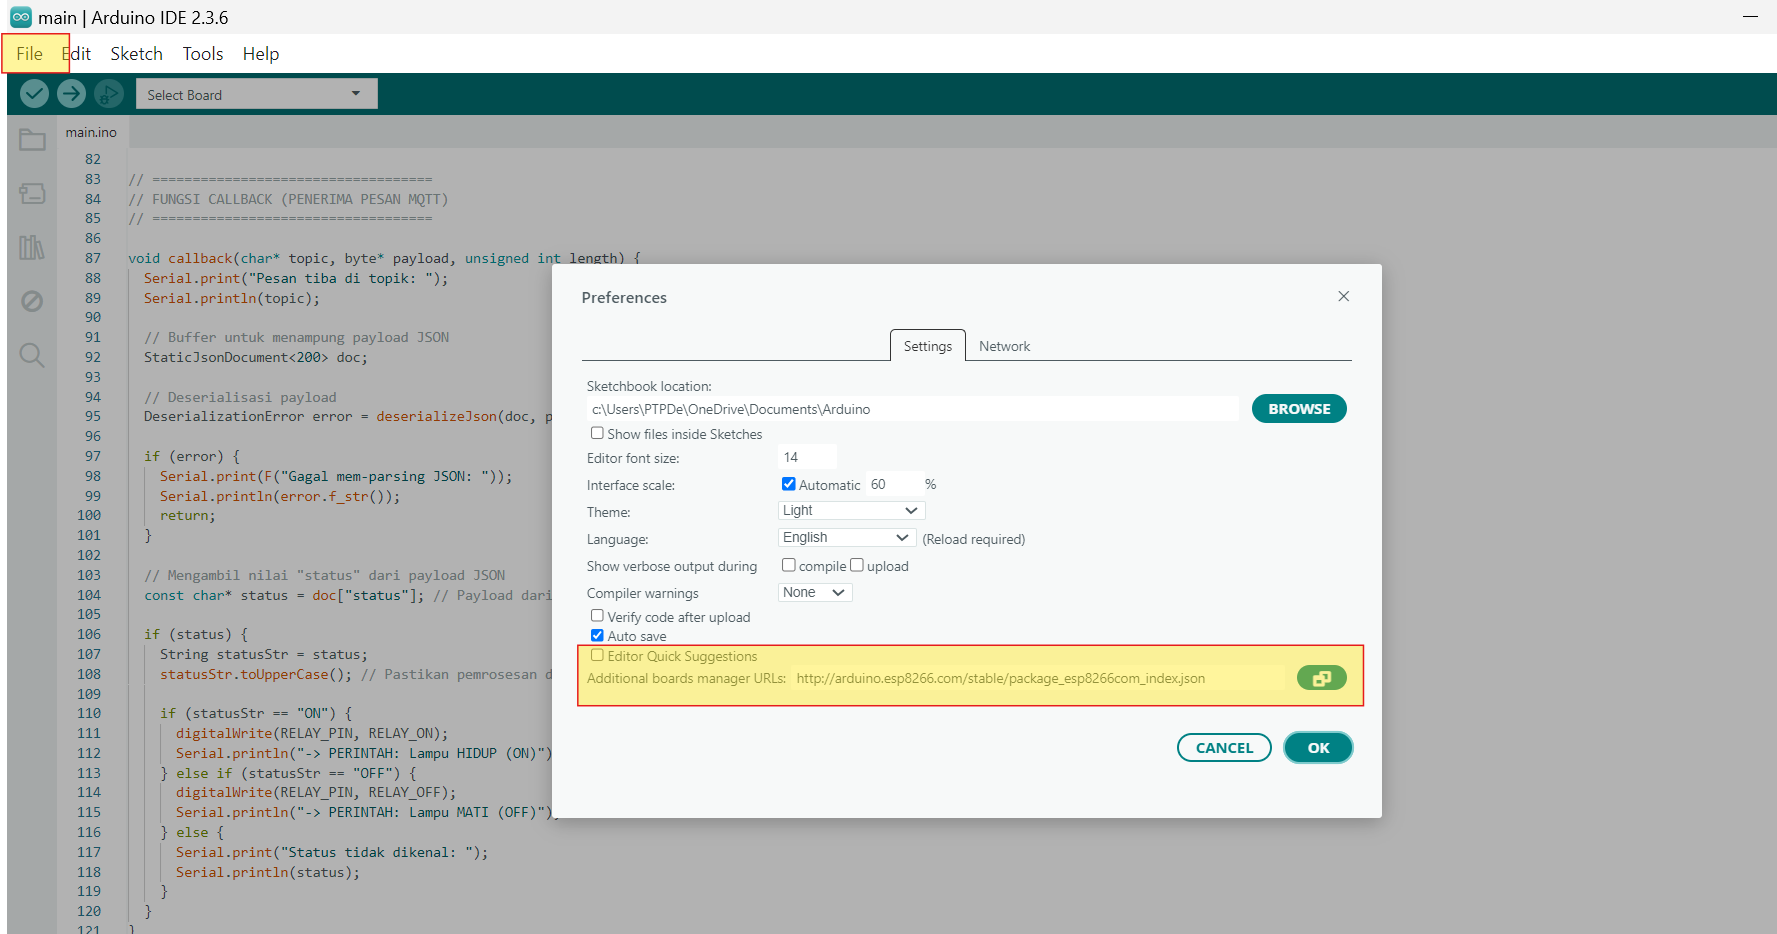 main | Arduino IDE 2.3.6
File Edit Sketch Tools Help
Select Board
main.ino
82
83 // ===================================
84 // FUNGSI CALLBACK (PENERIMA PESAN MQTT)
85 // ===================================
86
87 void callback(char* topic, byte* payload, unsigned int length) {
88 Serial.print("Pesan tiba di topik: ");
89 Serial.println(topic);
90
91 // Buffer untuk menampung payload JSON
92 StaticJsonDocument<200> doc;
93
94 // Deserialisasi payload
95 DeserializationError error = deserializeJson(doc, p
96
97 if (error) {
98 Serial.print(F("Gagal mem-parsing JSON: "));
99 Serial.println(error.f_str());
100 return;
101 }
102
103 // Mengambil nilai "status" dari payload JSON
104 const char* status = doc["status"]; // Payload dari
105
106 if (status) {
107 String statusStr = status;
108 statusStr.toUpperCase(); // Pastikan pemrosesan d
109
110 if (statusStr == "ON") {
111 digitalWrite(RELAY_PIN, RELAY_ON);
112 Serial.println("-> PERINTAH: Lampu HIDUP (ON)")
113 } else if (statusStr == "OFF") {
114 digitalWrite(RELAY_PIN, RELAY_OFF);
115 Serial.println("-> PERINTAH: Lampu MATI (OFF)");
116 } else {
117 Serial.print("Status tidak dikenal: ");
118 Serial.println(status);
119 }
120 }
121 }
Preferences
Settings Network
Sketchbook location:
c:\Users\PTPDe\OneDrive\Documents\Arduino
BROWSE
Show files inside Sketches
Editor font size: 14
Interface scale: Automatic 60 %
Theme: Light
Language: English (Reload required)
Show verbose output during compile upload
Compiler warnings None
Verify code after upload
Auto save
Editor Quick Suggestions
Additional boards manager URLs: http://arduino.esp8266.com/stable/package_esp8266com_index.json
CANCEL OK